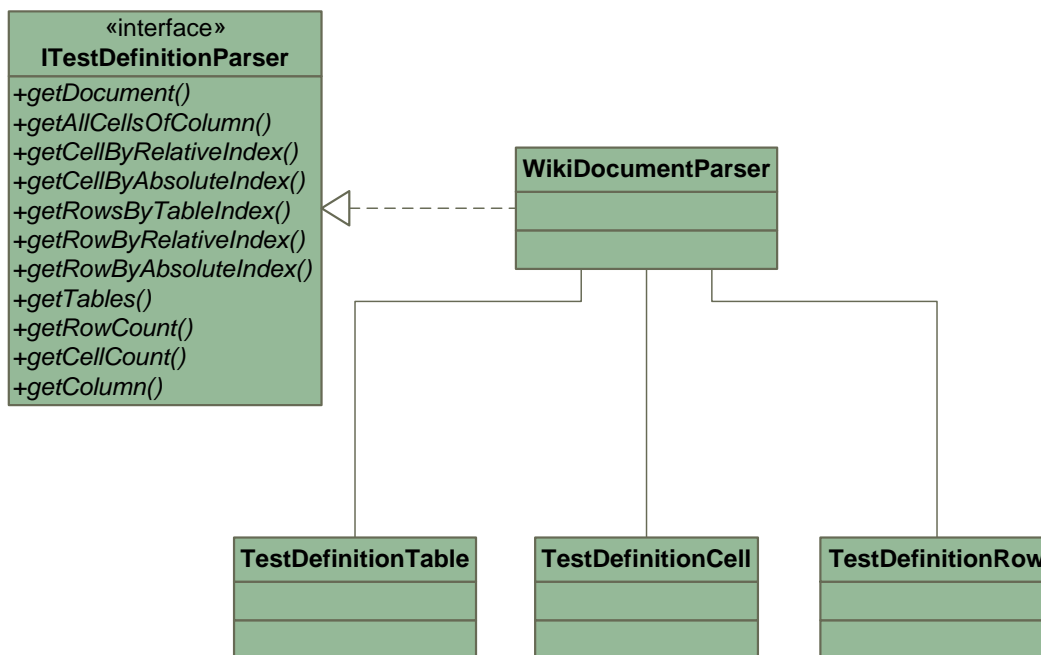 «interface»
ITestDefinitionParser
+getDocument()
+getAllCellsOfColumn()
+getCellByRelativeIndex()
+getCellByAbsoluteIndex()
+getRowsByTableIndex()
+getRowByRelativeIndex()
+getRowByAbsoluteIndex()
+getTables()
+getRowCount()
+getCellCount()
+getColumn()
WikiDocumentParser
TestDefinitionTable
TestDefinitionCell
TestDefinitionRow